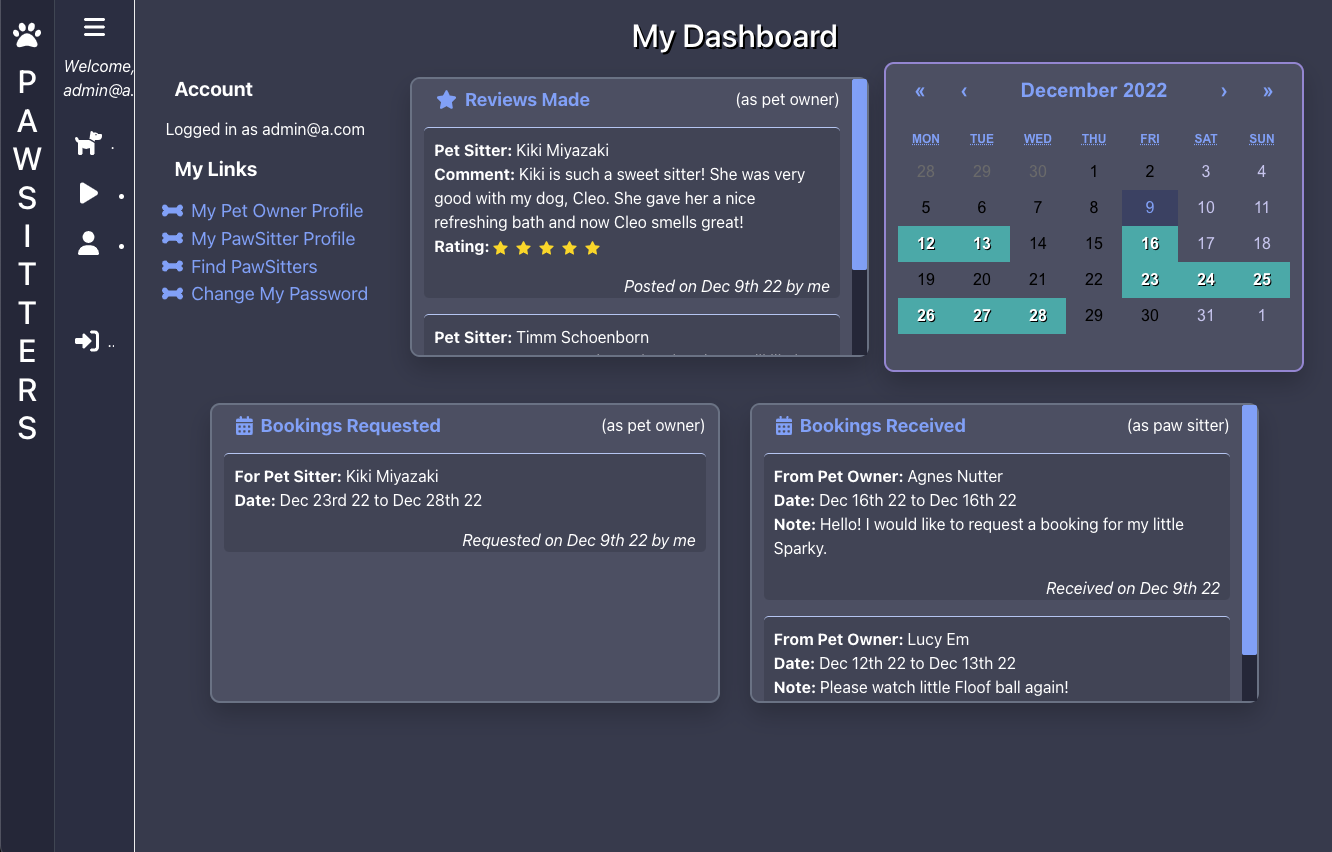 P
A
W
S
I
T
T
E
R
S
Welcome,
admin@a.
.
..
My Dashboard
Account
Logged in as admin@a.com
My Links
My Pet Owner Profile
My PawSitter Profile
Find PawSitters
Change My Password
Reviews Made (as pet owner)
Pet Sitter: Kiki Miyazaki
Comment: Kiki is such a sweet sitter! She was very
good with my dog, Cleo. She gave her a nice
refreshing bath and now Cleo smells great!
Rating:
Posted on Dec 9th 22 by me
Pet Sitter: Timm Schoenborn
« ‹ December 2022 › »
MON TUE WED THU FRI SAT SUN
28 29 30 1 2 3 4
5 6 7 8 9 10 11
12 13 14 15 16 17 18
19 20 21 22 23 24 25
26 27 28 29 30 31 1
Bookings Requested (as pet owner)
For Pet Sitter: Kiki Miyazaki
Date: Dec 23rd 22 to Dec 28th 22
Requested on Dec 9th 22 by me
Bookings Received (as paw sitter)
From Pet Owner: Agnes Nutter
Date: Dec 16th 22 to Dec 16th 22
Note: Hello! I would like to request a booking for my little
Sparky.
Received on Dec 9th 22
From Pet Owner: Lucy Em
Date: Dec 12th 22 to Dec 13th 22
Note: Please watch little Floof ball again!